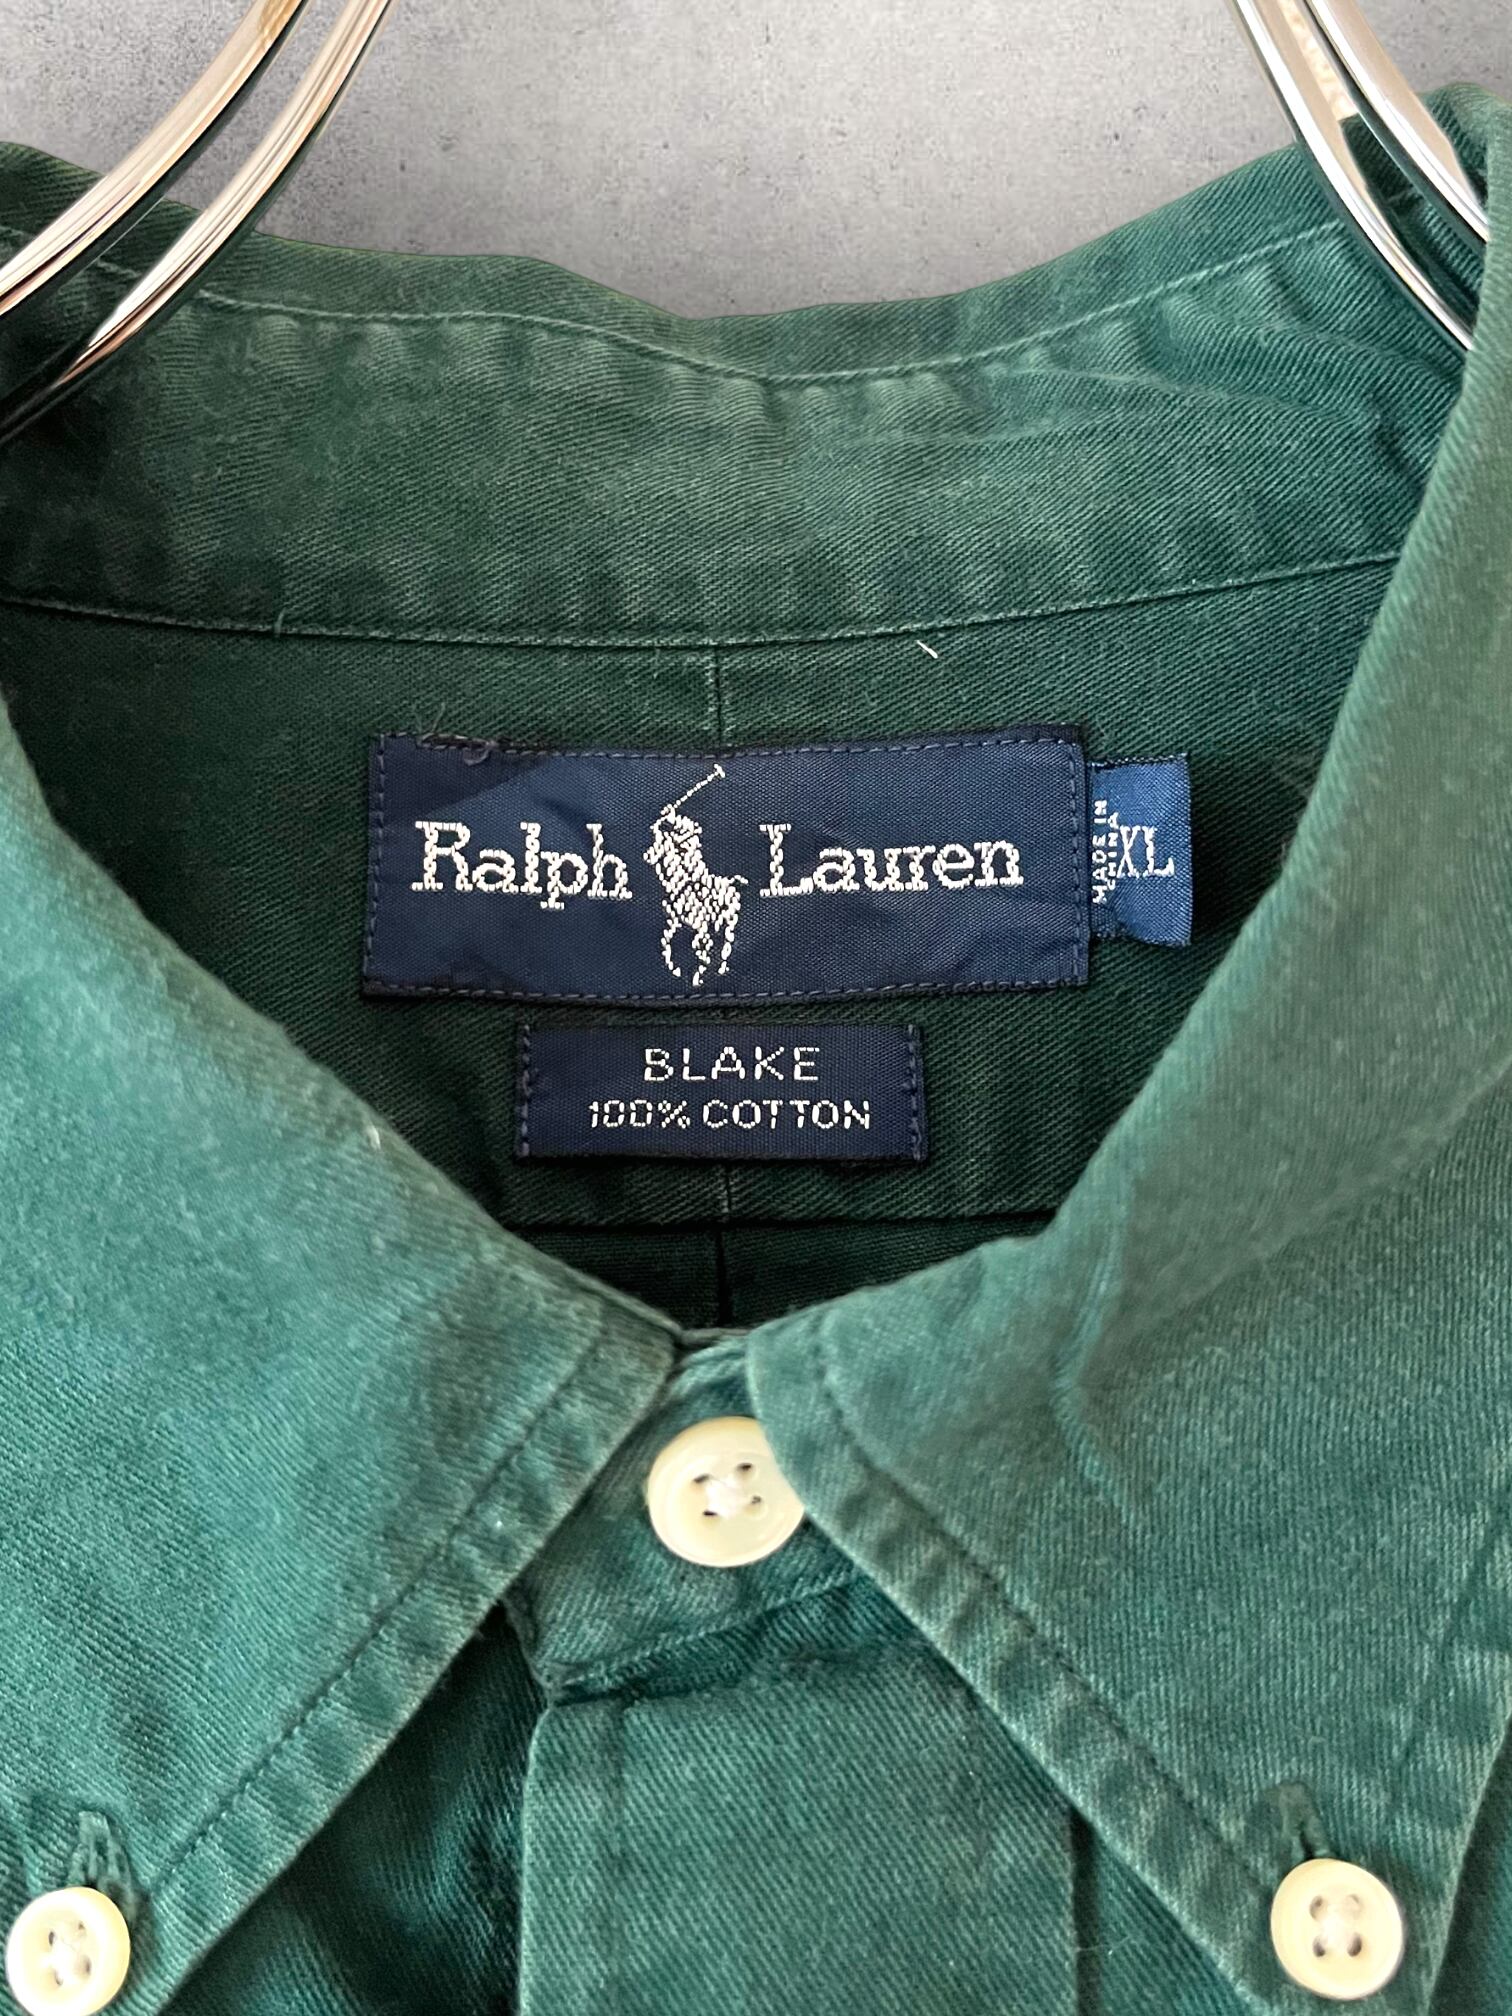 Ralph Lauren
XL
MADE IN
CHINA
BLAKE
100% COTTON